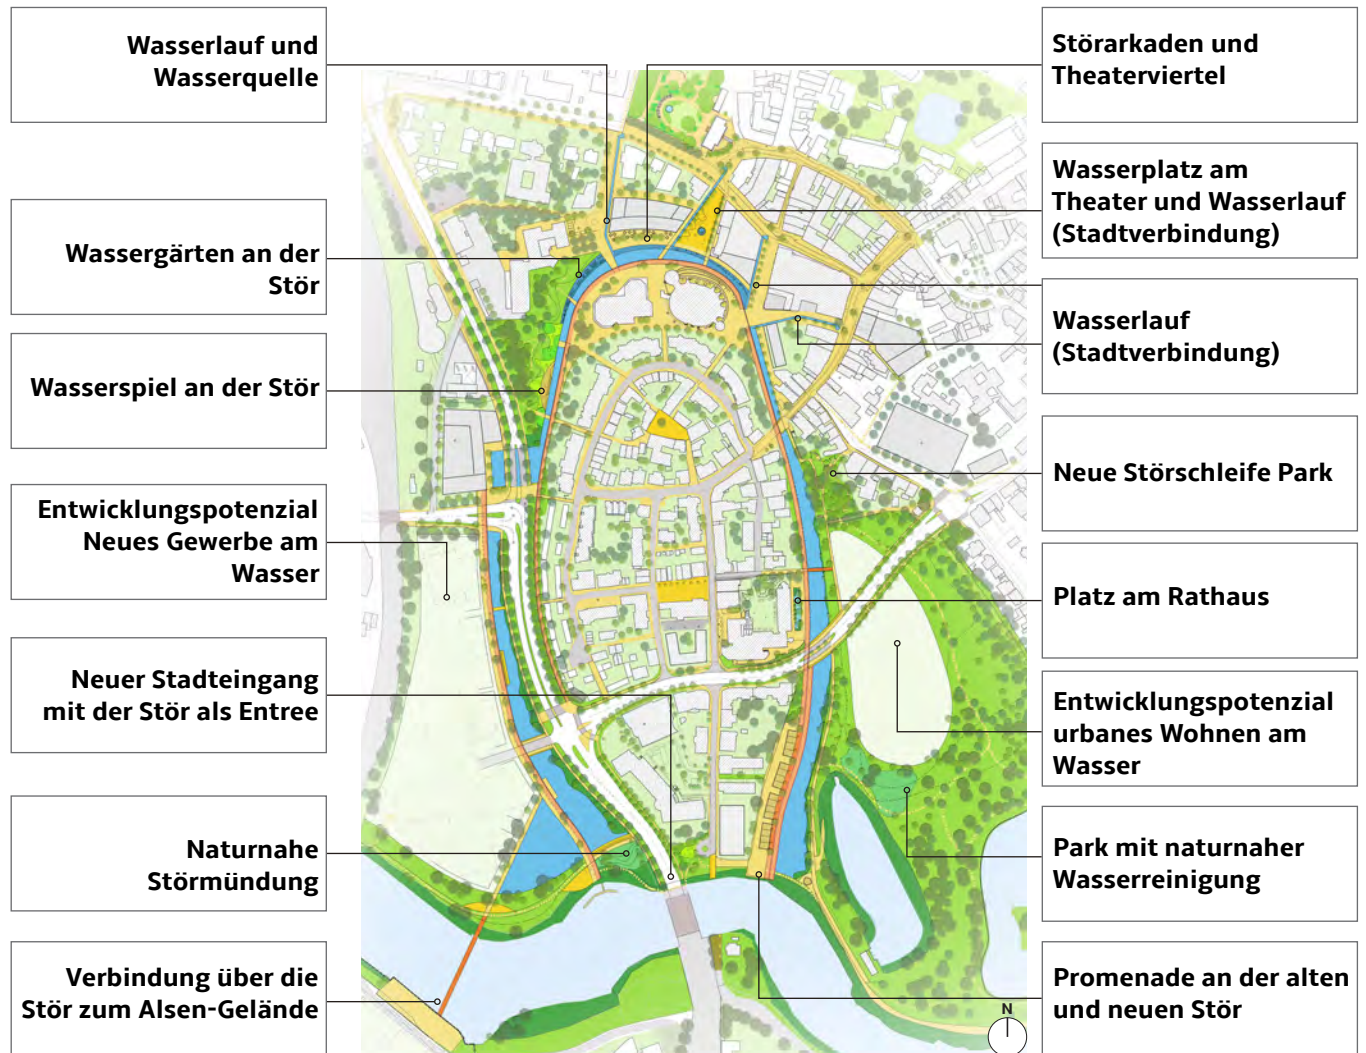 Wasserlauf und
Wasserquelle
Wassergärten an der
Stör
Wasserspiel an der Stör
Entwicklungspotenzial
Neues Gewerbe am
Wasser
Neuer Stadteingang
mit der Stör als Entree
Naturnahe
Störmündung
Verbindung über die
Stör zum Alsen-Gelände
Störarkaden und
Theaterviertel
Wasserplatz am
Theater und Wasserlauf
(Stadtverbindung)
Wasserlauf
(Stadtverbindung)
Neue Störschleife Park
Platz am Rathaus
Entwicklungspotenzial
urbanes Wohnen am
Wasser
Park mit naturnaher
Wasserreinigung
Promenade an der alten
und neuen Stör
N